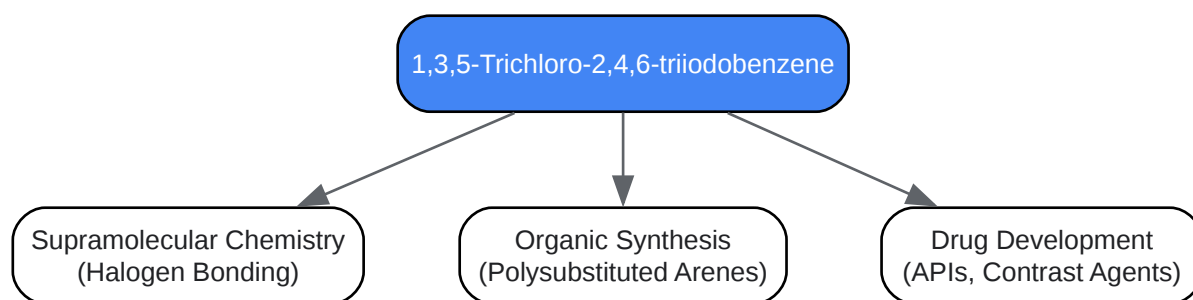 1,3,5-Trichloro-2,4,6-triiodobenzene
Supramolecular Chemistry
(Halogen Bonding)
Organic Synthesis
(Polysubstituted Arenes)
Drug Development
(APIs, Contrast Agents)